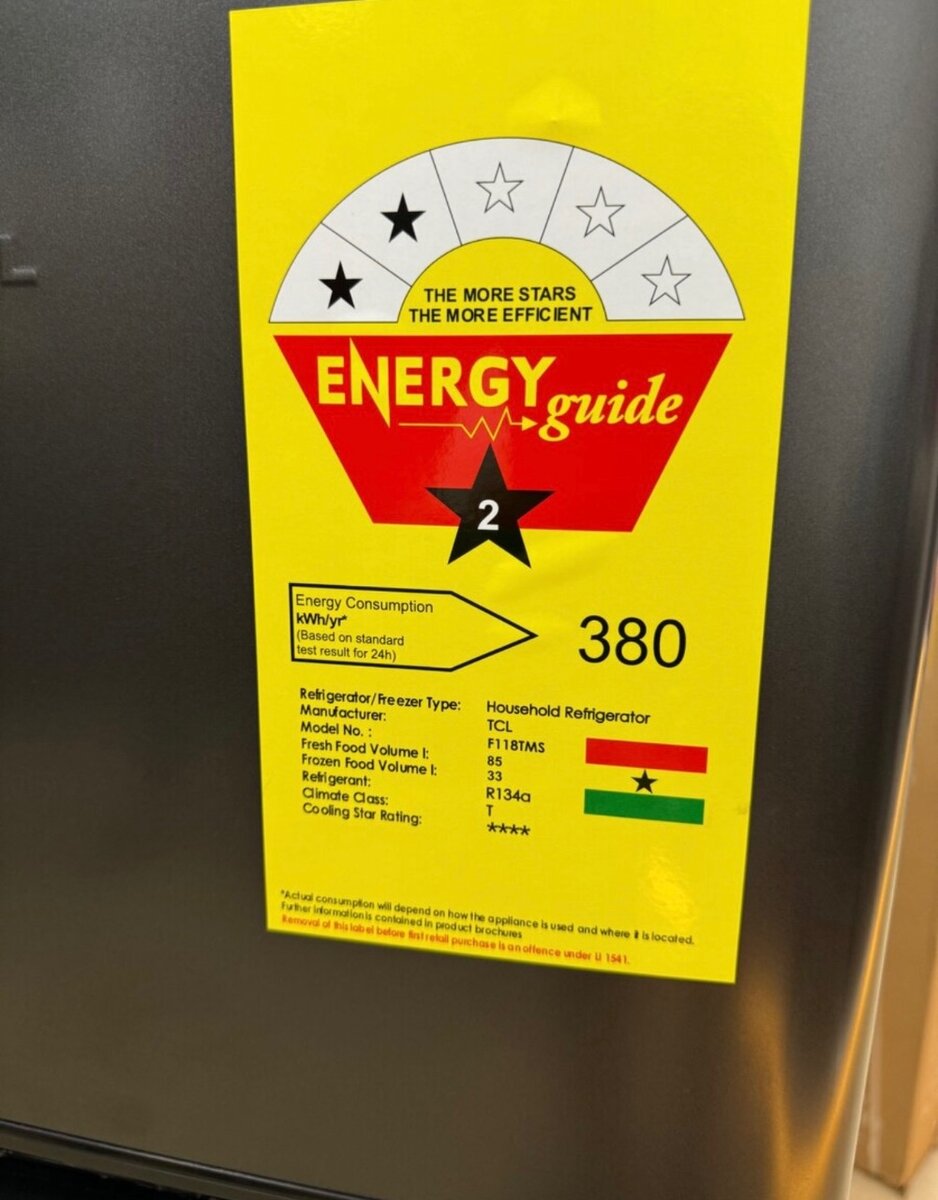 THE MORE STARS
THE MORE EFFICIENT
ENERGY guide
2
Energy Consumption
kWh/yr*
(Based on standard
test result for 24h)
380
Refrigerator/Freezer Type: Household Refrigerator
Manufacturer: TCL
Model No. : F118TMS
Fresh Food Volume l: 85
Frozen Food Volume l: 33
Refrigerant: R134a
Climate Class: T
Cooling Star Rating: ****
*Actual consumption will depend on how the appliance is used and where it is located.
Further information is contained in product brochures
Removal of this label before first retail purchase is an offence under LI 1541.